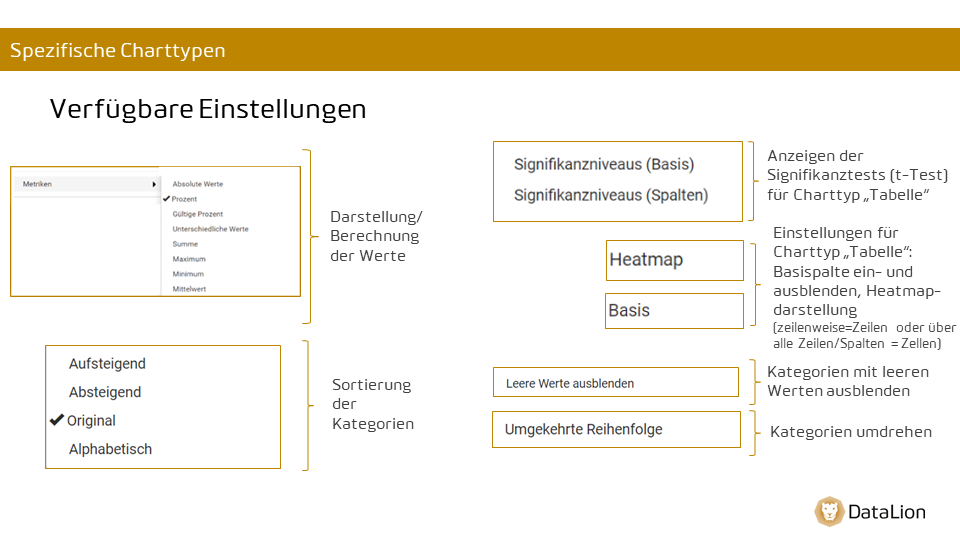 Spezifische Charttypen
Verfügbare Einstellungen
Metriken
Absolute Werte
Prozent
Gültige Prozent
Unterschiedliche Werte
Summe
Maximum
Minimum
Mittelwert
Darstellung/
Berechnung
der Werte
Aufsteigend
Absteigend
Original
Alphabetisch
Sortierung
der
Kategorien
Signifikanzniveaus (Basis)
Signifikanzniveaus (Spalten)
Anzeigen der
Signifikanztests (t-Test)
für Charttyp „Tabelle“
Heatmap
Basis
Einstellungen für
Charttyp „Tabelle“:
Basispalte ein- und
ausblenden, Heatmap-
darstellung
(zeilenweise=Zeilen oder über
alle Zeilen/Spalten = Zellen)
Leere Werte ausblenden
Kategorien mit leeren
Werten ausblenden
Umgekehrte Reihenfolge
Kategorien umdrehen
DataLion